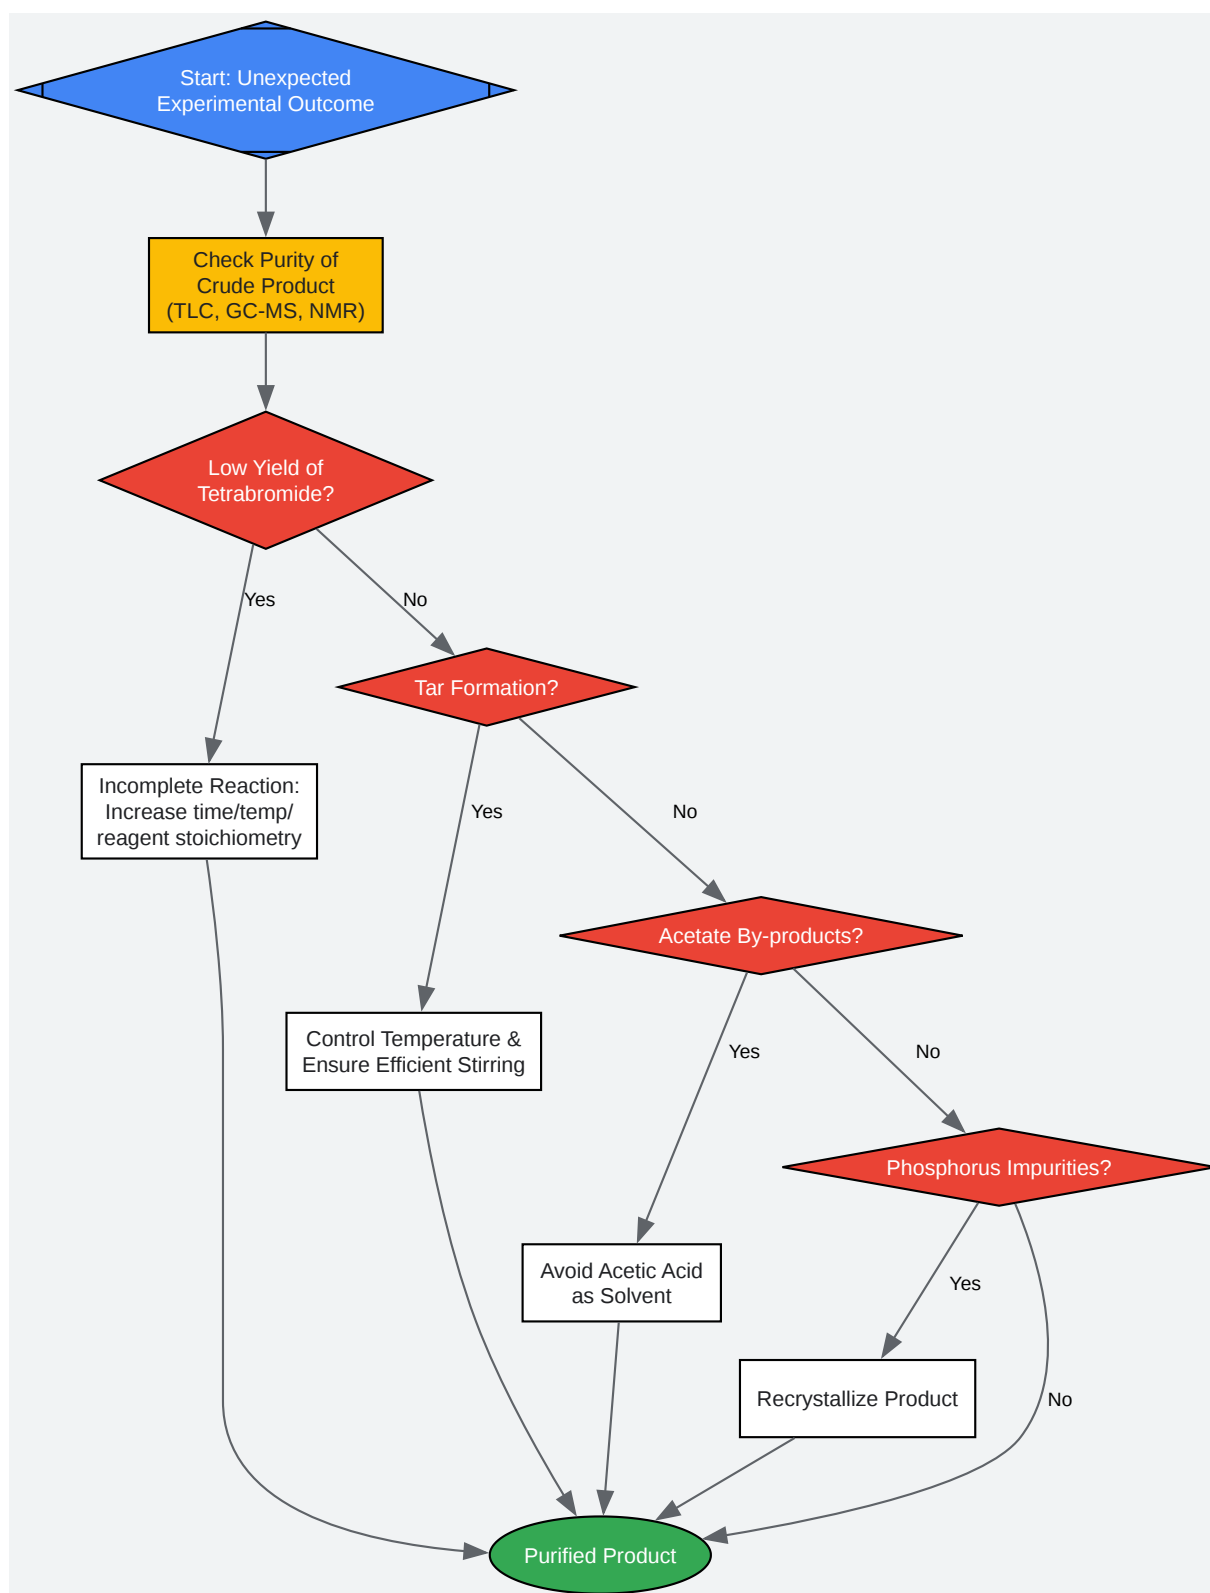 Start: Unexpected
Experimental Outcome
Check Purity of
Crude Product
(TLC, GC-MS, NMR)
Low Yield of
Tetrabromide?
Yes
No
Tar Formation?
Incomplete Reaction:
Increase time/temp/
reagent stoichiometry
Yes
No
Acetate By-products?
Control Temperature &
Ensure Efficient Stirring
Yes
No
Phosphorus Impurities?
Avoid Acetic Acid
as Solvent
Yes
No
Recrystallize Product
Purified Product